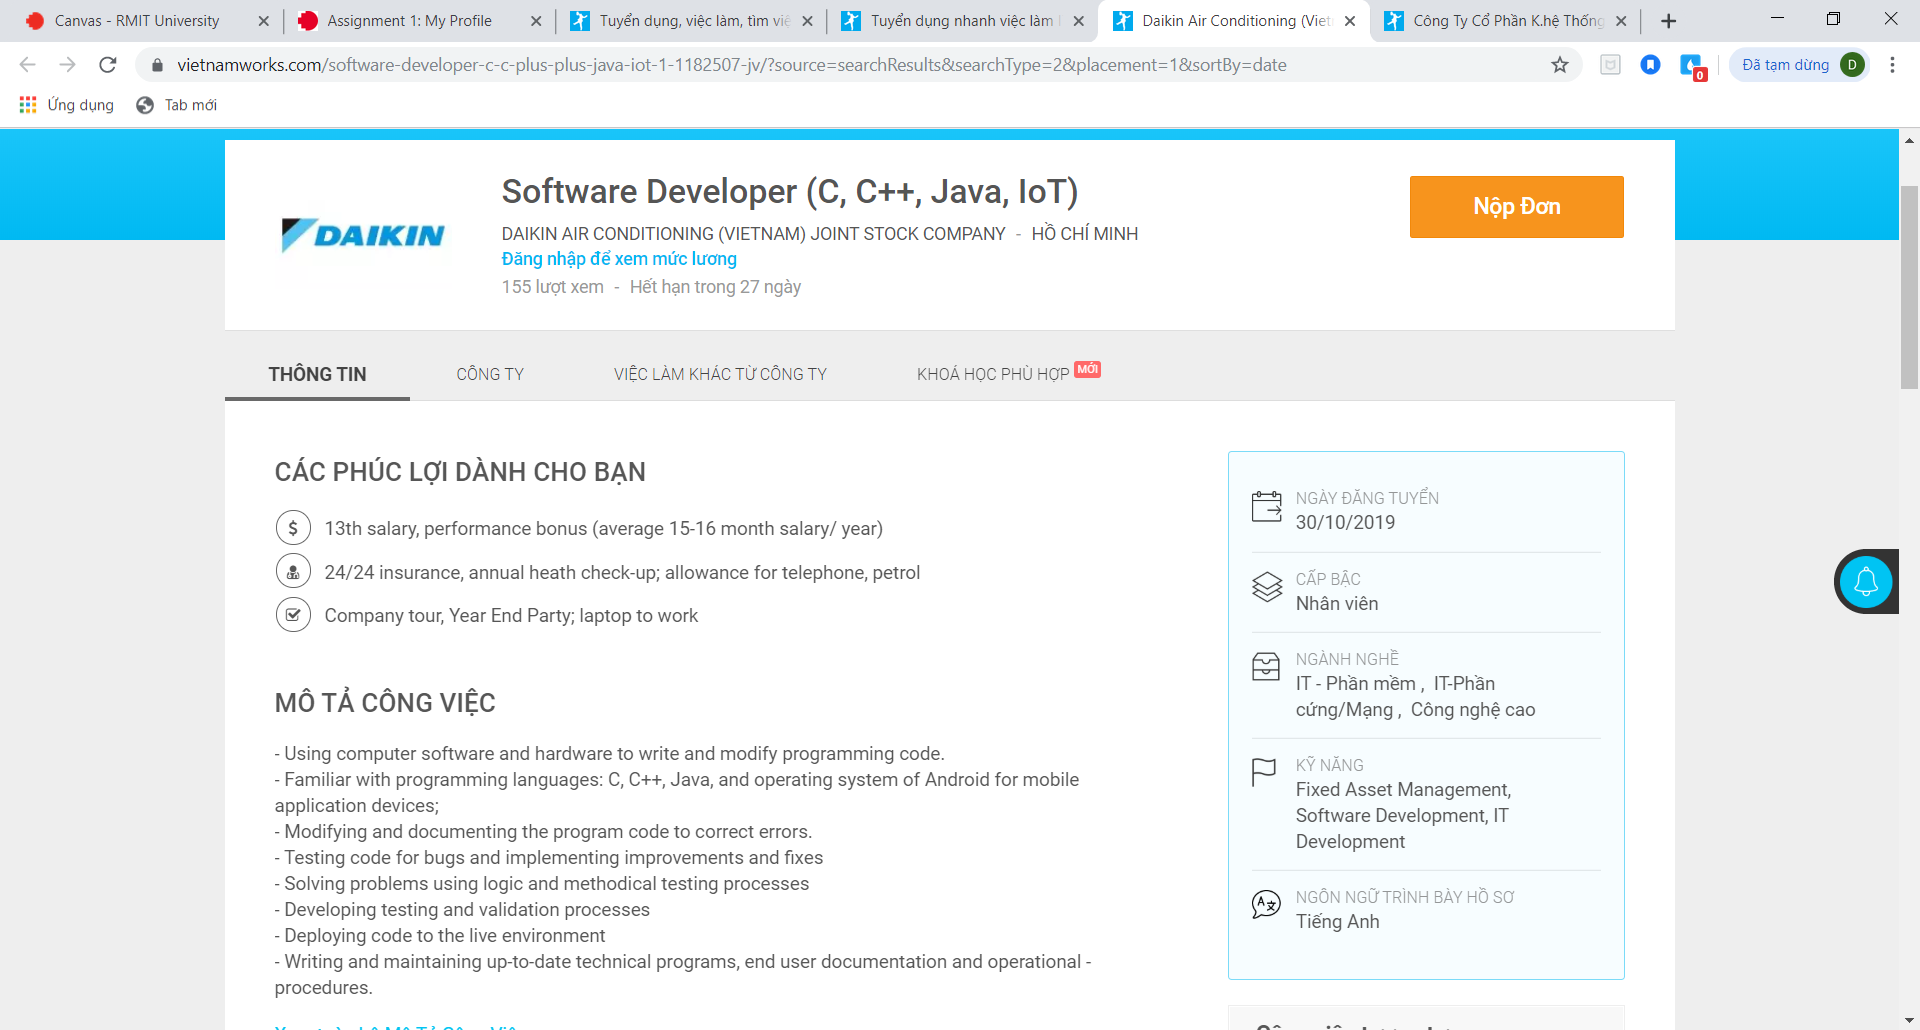 Canvas - RMIT University
Assignment 1: My Profile
Tuyển dụng, việc làm, tìm việ
Tuyển dụng nhanh việc làm
Daikin Air Conditioning (Viet
Công Ty Cổ Phần K.hệ Thống
vietnamworks.com/software-developer-c-c-plus-plus-java-iot-1-1182507-jv/?source=searchResults&searchType=2&placement=1&sortBy=date
0
Đã tạm dừng
D
Ứng dụng
Tab mới
DAIKIN
Software Developer (C, C++, Java, IoT)
DAIKIN AIR CONDITIONING (VIETNAM) JOINT STOCK COMPANY - HỒ CHÍ MINH
Đăng nhập để xem mức lương
155 lượt xem - Hết hạn trong 27 ngày
Nộp Đơn
THÔNG TIN
CÔNG TY
VIỆC LÀM KHÁC TỪ CÔNG TY
KHOÁ HỌC PHÙ HỢP MỚI
CÁC PHÚC LỢI DÀNH CHO BẠN
13th salary, performance bonus (average 15-16 month salary/ year)
24/24 insurance, annual heath check-up; allowance for telephone, petrol
Company tour, Year End Party; laptop to work
MÔ TẢ CÔNG VIỆC
- Using computer software and hardware to write and modify programming code.
- Familiar with programming languages: C, C++, Java, and operating system of Android for mobile
application devices;
- Modifying and documenting the program code to correct errors.
- Testing code for bugs and implementing improvements and fixes
- Solving problems using logic and methodical testing processes
- Developing testing and validation processes
- Deploying code to the live environment
- Writing and maintaining up-to-date technical programs, end user documentation and operational -
procedures.
NGÀY ĐĂNG TUYỂN
30/10/2019
CẤP BẬC
Nhân viên
NGÀNH NGHỀ
IT - Phần mềm , IT-Phần
cứng/Mạng , Công nghệ cao
KỸ NĂNG
Fixed Asset Management,
Software Development, IT
Development
NGÔN NGỮ TRÌNH BÀY HỒ SƠ
Tiếng Anh